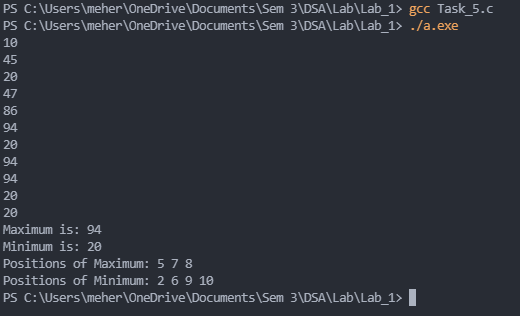 PS C:\Users\meher\OneDrive\Documents\Sem 3\DSA\Lab\Lab_1> gcc Task_5.c
PS C:\Users\meher\OneDrive\Documents\Sem 3\DSA\Lab\Lab_1> ./a.exe
10
45
20
47
86
94
20
94
94
20
20
Maximum is: 94
Minimum is: 20
Positions of Maximum: 5 7 8
Positions of Minimum: 2 6 9 10
PS C:\Users\meher\OneDrive\Documents\Sem 3\DSA\Lab\Lab_1>